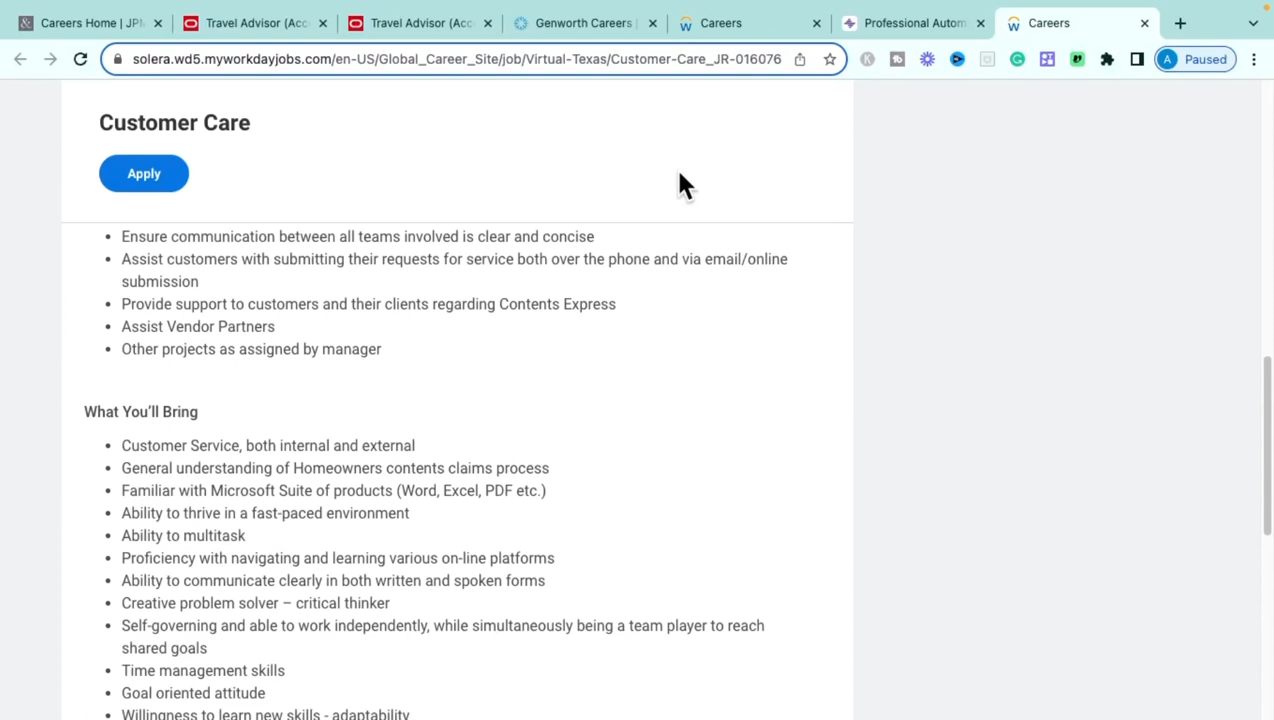 Careers Home | JPM
Travel Advisor (Acc
Travel Advisor (Acc
Genworth Careers |
Careers
Professional Autom
Careers
solera.wd5.myworkdayjobs.com/en-US/Global_Career_Site/job/Virtual-Texas/Customer-Care_JR-016076
A Paused
Customer Care
Apply
• Ensure communication between all teams involved is clear and concise
• Assist customers with submitting their requests for service both over the phone and via email/online
submission
• Provide support to customers and their clients regarding Contents Express
• Assist Vendor Partners
• Other projects as assigned by manager
What You’ll Bring
• Customer Service, both internal and external
• General understanding of Homeowners contents claims process
• Familiar with Microsoft Suite of products (Word, Excel, PDF etc.)
• Ability to thrive in a fast-paced environment
• Ability to multitask
• Proficiency with navigating and learning various on-line platforms
• Ability to communicate clearly in both written and spoken forms
• Creative problem solver – critical thinker
• Self-governing and able to work independently, while simultaneously being a team player to reach
shared goals
• Time management skills
• Goal oriented attitude
• Willingness to learn new skills - adaptability